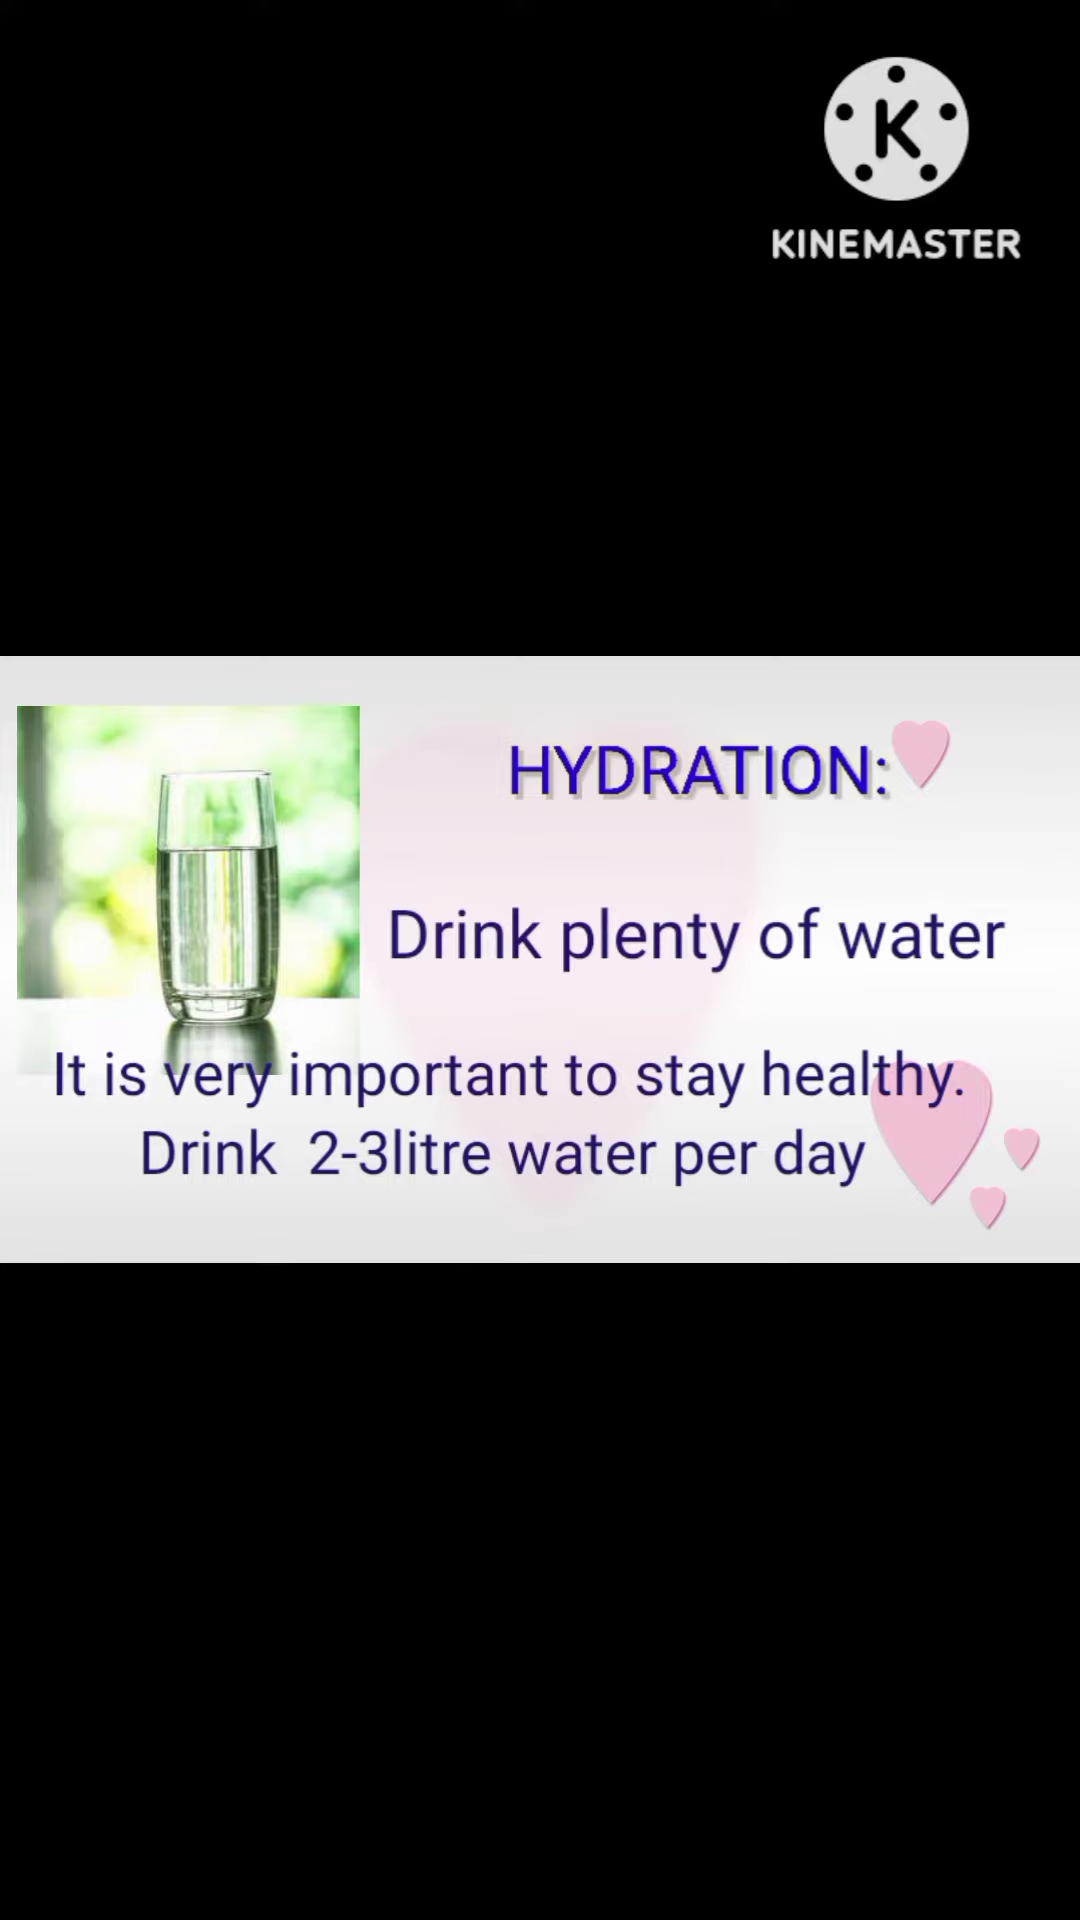 K
KINEMASTER
HYDRATION:
Drink plenty of water
It is very important to stay healthy.
Drink  2-3litre water per day